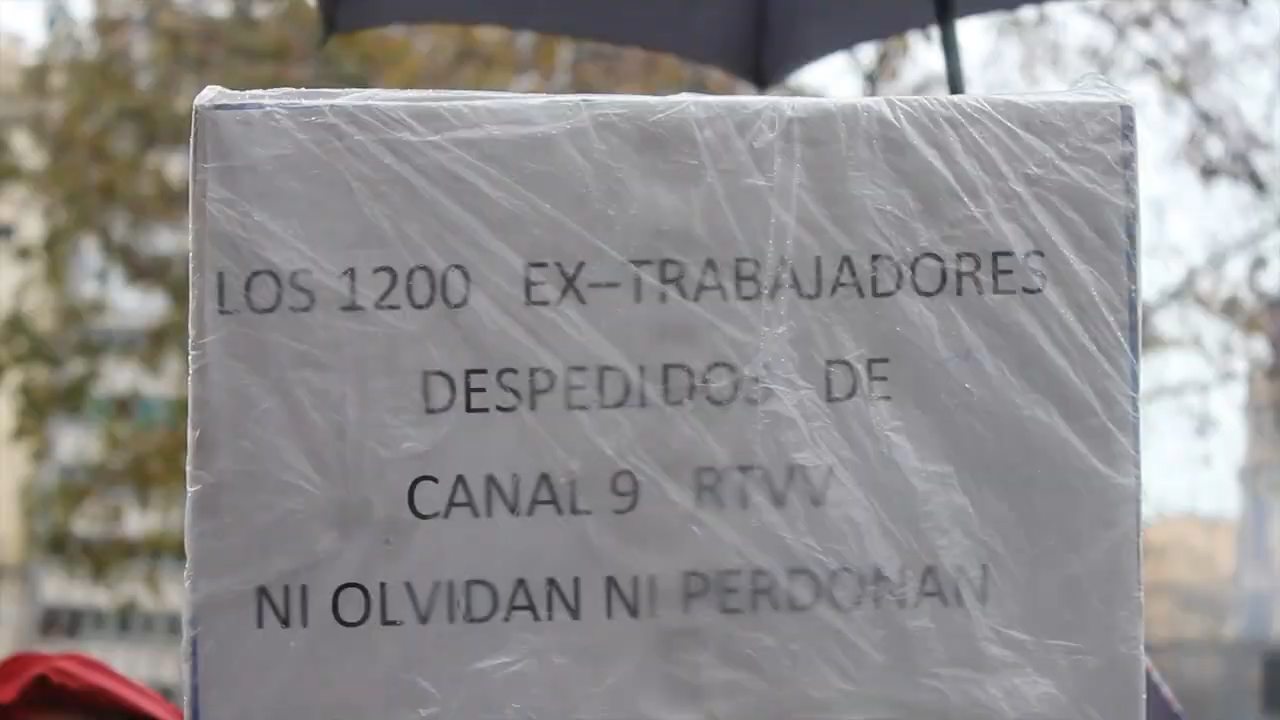 LOS 1200 EX-TRABAJADORES
DESPEDIDOS DE
CANAL 9 RTVV
NI OLVIDAN NI PERDONAN